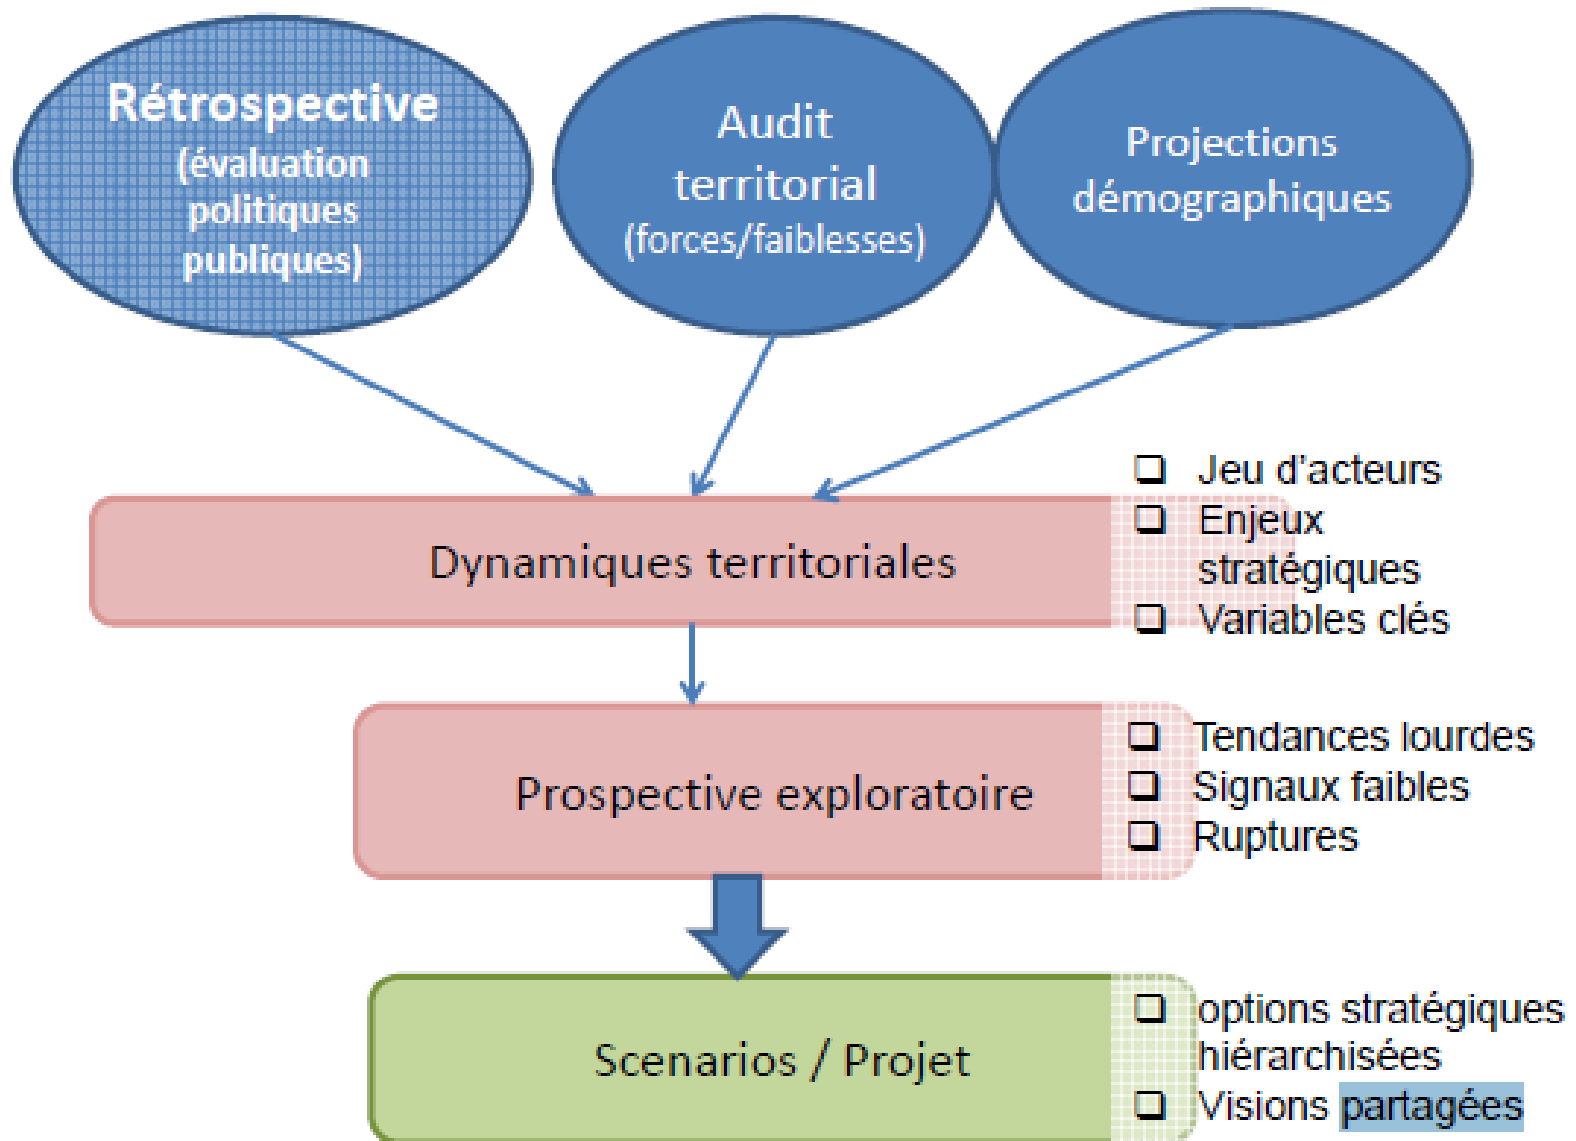 Rétrospective
(évaluation
politiques
publiques)
Audit
territorial
(forces/faiblesses)
Projections
démographiques
Dynamiques territoriales
❑ Jeu d'acteurs
❑ Enjeux
stratégiques
❑ Variables clés
Prospective exploratoire
❑ Tendances lourdes
❑ Signaux faibles
❑ Ruptures
Scenarios / Projet
❑ options stratégiques
hiérarchisées
❑ Visions partagées